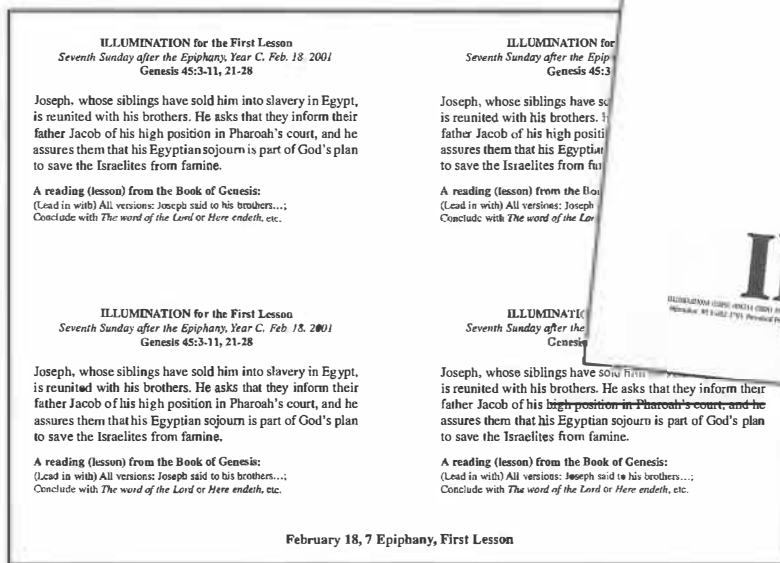 ILLUMINATION for the First Lesson
Seventh Sunday after the Epiphany, Year C. Feb. 18 2001
Genesis 45:3-11, 21-28
Joseph, whose siblings have sold him into slavery in Egypt,
is reunited with his brothers. He asks that they inform their
father Jacob of his high position in Pharoah's court, and he
assures them that his Egyptian sojourn is part of God's plan
to save the Israelites from famine.
A reading (lesson) from the Book of Genesis:
(Lead in with) All versions: Joseph said to his brothers...;
Conclude with The word of the Lord or Here endeth, etc.
ILLUMINATION for
Seventh Sunday after the Epip
Genesis 45:3
Joseph, whose siblings have
is reunited with his brothers.
father Jacob of his high positi
assures them that his Egyptian
to save the Israelites from
A reading (lesson) from the
(Lead in with) All versions: Joseph
Conclude with The word of the
ILLUMINATION for the First Lesson
Seventh Sunday after the Epiphany, Year C. Feb. 18. 2001
Genesis 45:3-11, 21-28
Joseph, whose siblings have sold him into slavery in Egypt,
is reunited with his brothers. He asks that they inform their
father Jacob of his high position in Pharoah's court, and he
assures them that his Egyptian sojourn is part of God's plan
to save the Israelites from famine.
A reading (lesson) from the Book of Genesis:
(Lead in with) All versions: Joseph said to his brothers...;
Conclude with The word of the Lord or Here endeth, etc.
ILLUMINATIO
Seventh Sunday after the
Genesis
Joseph, whose siblings have sold him
is reunited with his brothers. He asks that they inform their
father Jacob of his high position in Pharoah's court, and he
assures them that his Egyptian sojourn is part of God's plan
to save the Israelites from famine.
A reading (lesson) from the Book of Genesis:
(Lead in with) All versions: Joseph said to his brothers...;
Conclude with The word of the Lord or Here endeth, etc.
February 18, 7 Epiphany, First Lesson